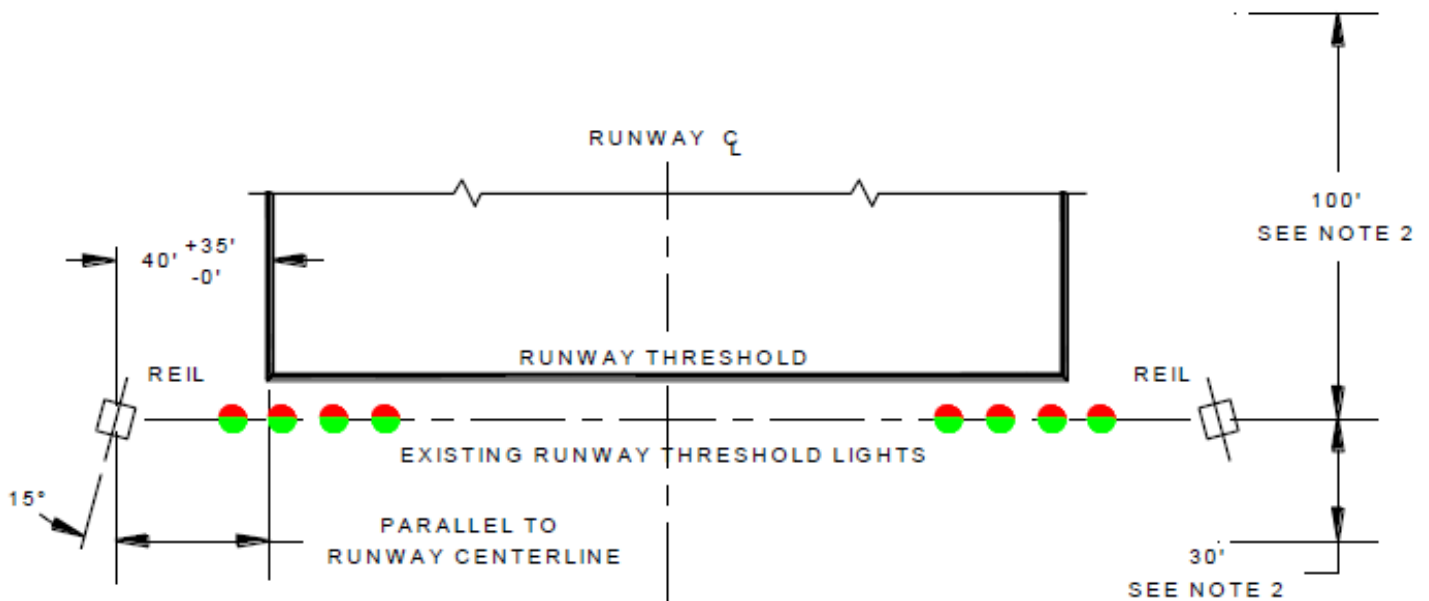 RUNWAY ℄
100'
SEE NOTE 2
40' +35'
-0'
RUNWAY THRESHOLD
REIL
REIL
EXISTING RUNWAY THRESHOLD LIGHTS
15°
PARALLEL TO
RUNWAY CENTERLINE
30'
SEE NOTE 2